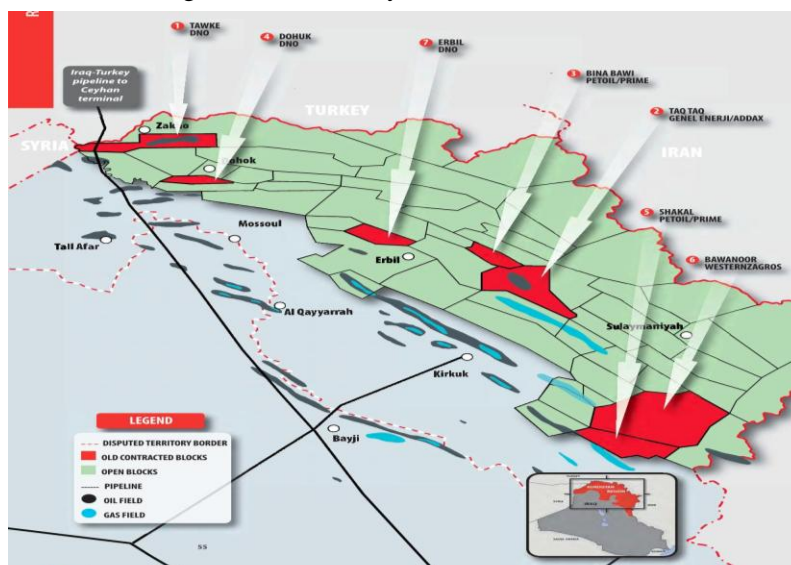 R
1 TAWKE
DNO
4 DOHUK
DNO
7 ERBIL
DNO
3 BINA BAWI
PETOIL/PRIME
2 TAQ TAQ
GENEL ENERJI/ADDAX
Iraq-Turkey
pipeline to
Ceyhan
terminal
TURKEY
IRAN
SYRIA
Zakho
Dohok
5 SHAKAL
PETOIL/PRIME
6 BAWANOOR
WESTERNZAGROS
Tall Afar
Mossoul
Erbil
Al Qayyarrah
Sulaymaniyah
Kirkuk
Bayji
LEGEND
DISPUTED TERRITORY BORDER
OLD CONTRACTED BLOCKS
OPEN BLOCKS
PIPELINE
OIL FIELD
GAS FIELD
55